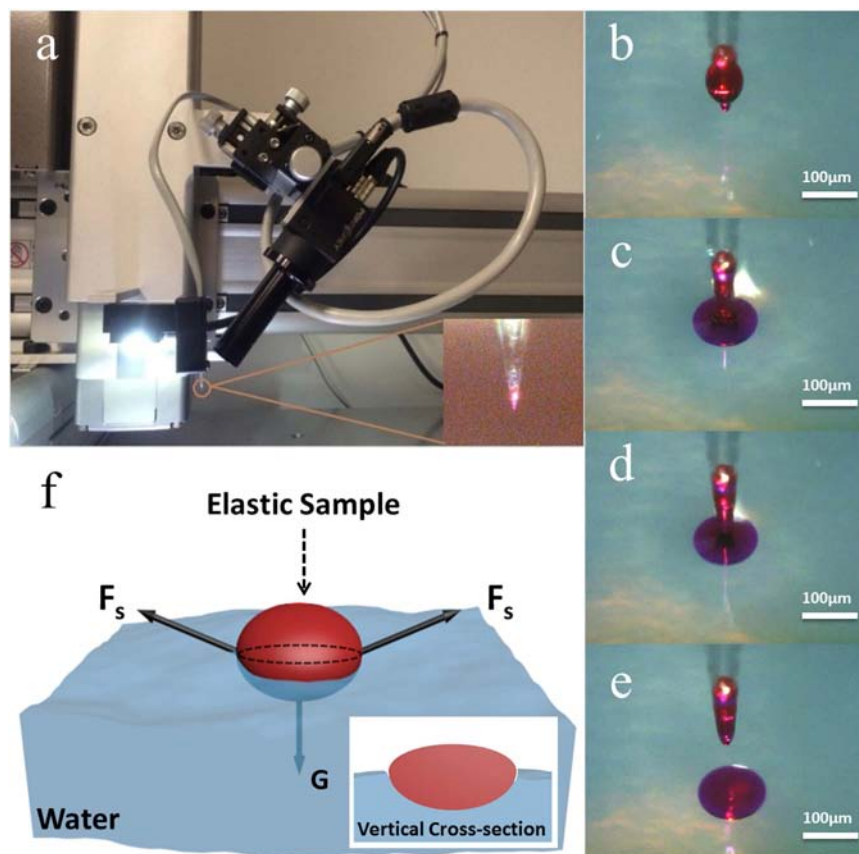 a
b
100μm
c
100μm
d
100μm
e
100μm
f
Elastic Sample
Fs
Fs
G
Water
Vertical Cross-section